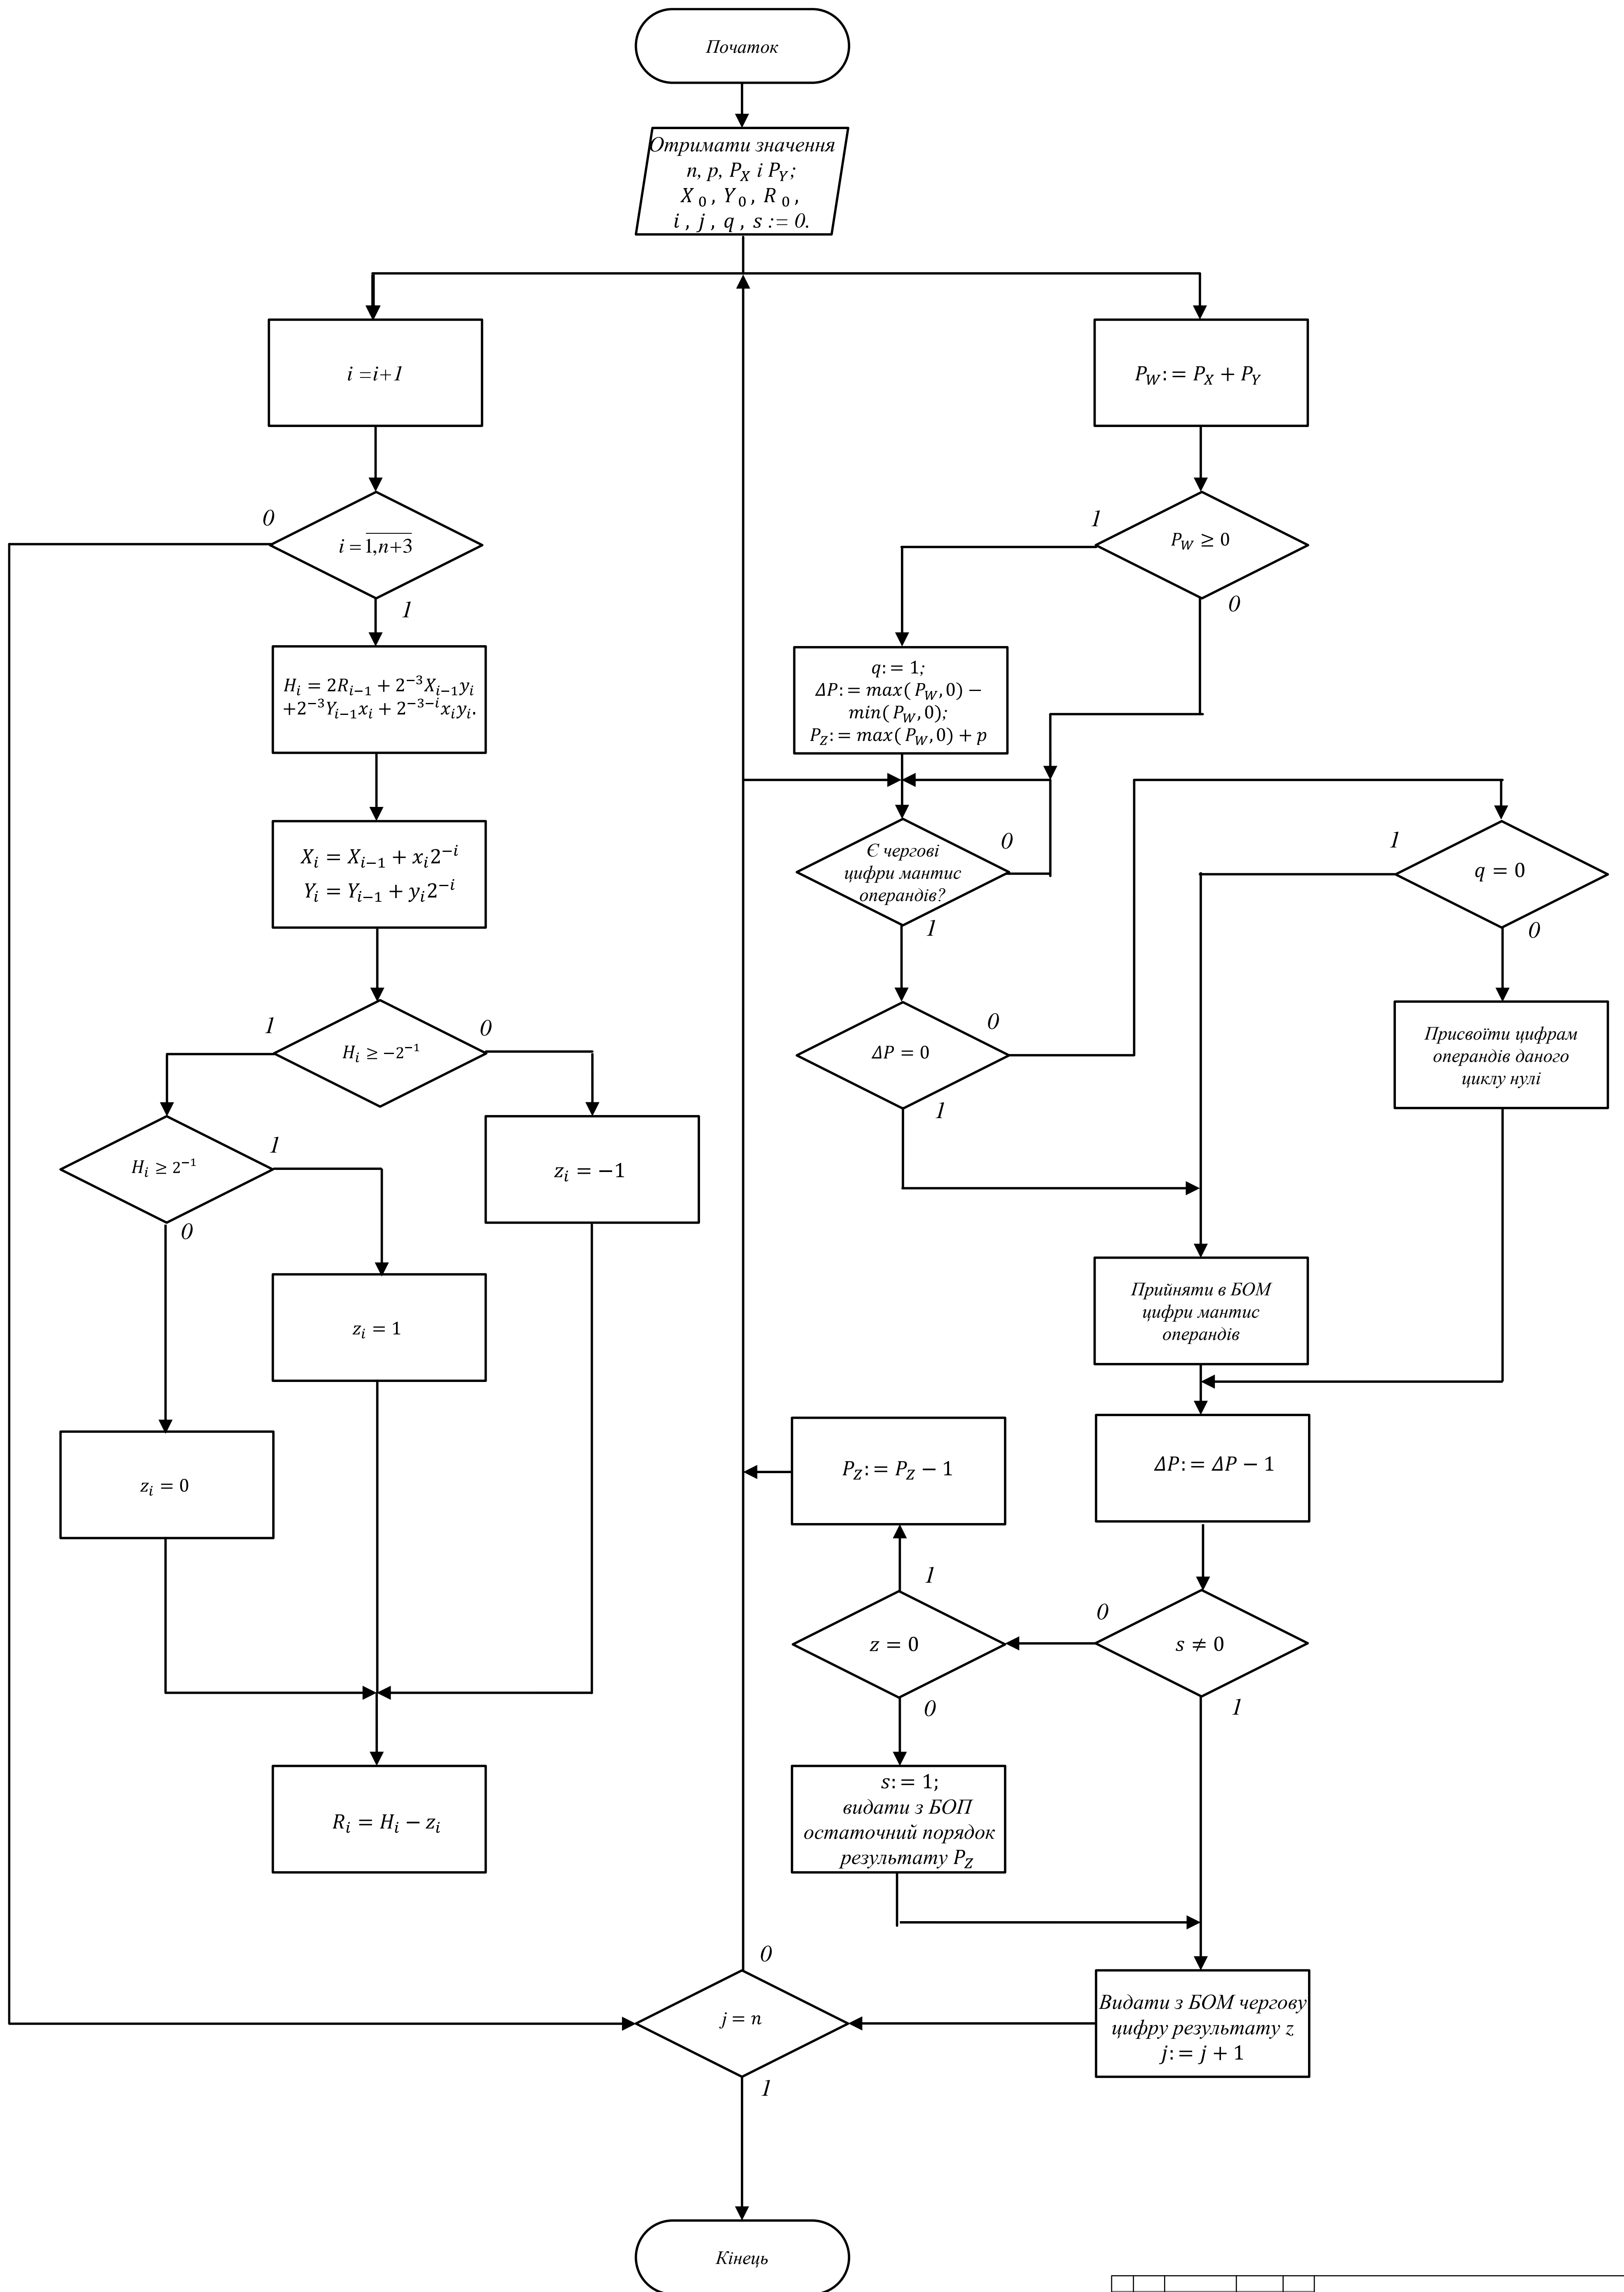 Початок
Отримати значення
n, p, P_X і P_Y;
X_0, Y_0, R_0,
i, j, q, s := 0.
i =i+1
P_W: = P_X + P_Y
0
i = \overline{1,n+3}
1
1
P_W ≥ 0
0
H_i = 2R_{i−1} + 2^{−3}X_{i−1}y_i
+2^{−3}Y_{i−1}x_i + 2^{−3−i}x_iy_i.
q: = 1;
ΔP: = max( P_W, 0) −
min( P_W, 0);
P_Z: = max( P_W, 0) + p
X_i = X_{i−1} + x_i2^{−i}
Y_i = Y_{i−1} + y_i2^{−i}
Є чергові
цифри мантис
операндів?
0
1
1
q = 0
0
1
H_i ≥ −2^{−1}
0
ΔP = 0
0
1
Присвоїти цифрам
операндів даного
циклу нулі
H_i ≥ 2^{−1}
1
0
z_i = −1
z_i = 1
Прийняти в БОМ
цифри мантис
операндів
z_i = 0
P_Z: = P_Z − 1
ΔP: = ΔP − 1
1
z = 0
0
0
s ≠ 0
1
R_i = H_i − z_i
s: = 1;
видати з БОП
остаточний порядок
результату P_Z
0
j = n
1
Видати з БОМ чергову
цифру результату z
j: = j + 1
Кінець